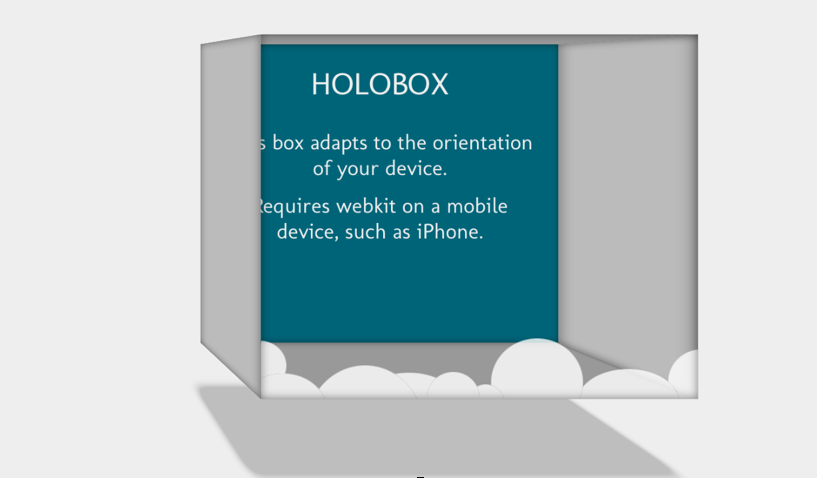 HOLOBOX
s box adapts to the orientation
of your device.
Requires webkit on a mobile
device, such as iPhone.